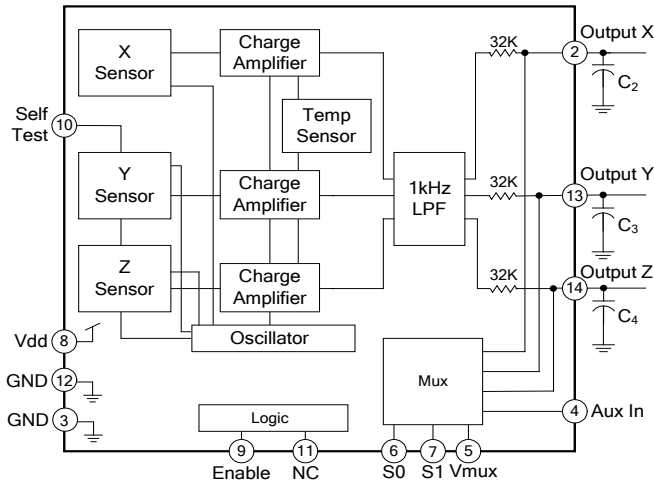 X
Sensor
Charge
Amplifier
32K
2
Output X
C2
Temp
Sensor
Self
Test
10
Y
Sensor
Charge
Amplifier
1kHz
LPF
32K
13
Output Y
C3
Z
Sensor
Charge
Amplifier
32K
14
Output Z
C4
Oscillator
Vdd
8
GND
12
GND
3
Mux
4
Aux In
Logic
9
11
6
7
5
Enable
NC
S0
S1
Vmux